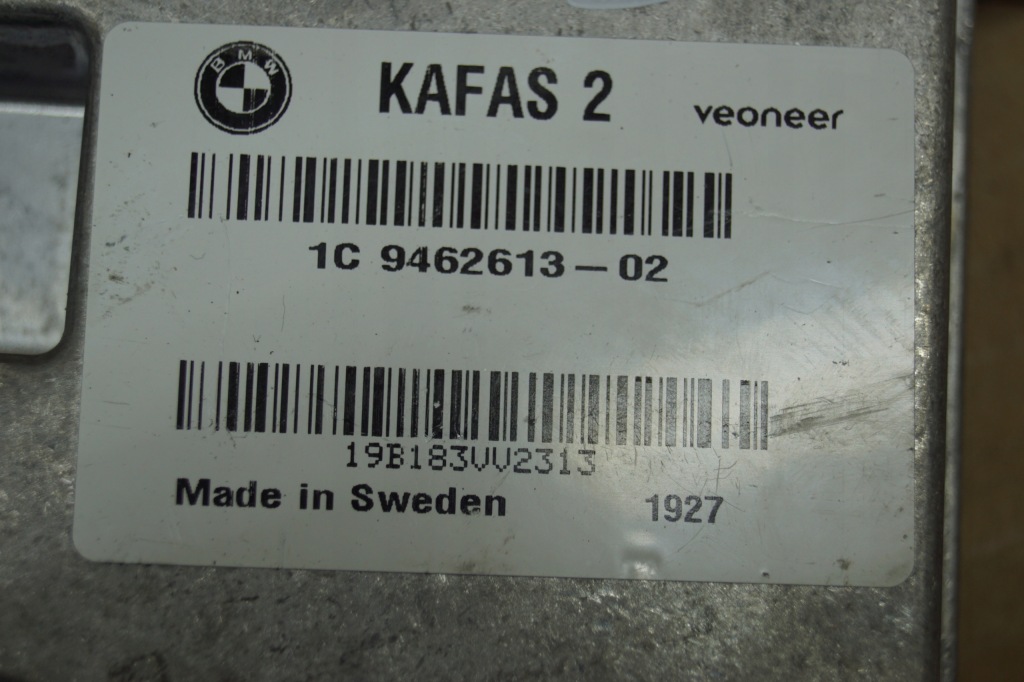 BMW
KAFAS 2
veoneer
1C 9462613-02
19B183VV2313
Made in Sweden
1927